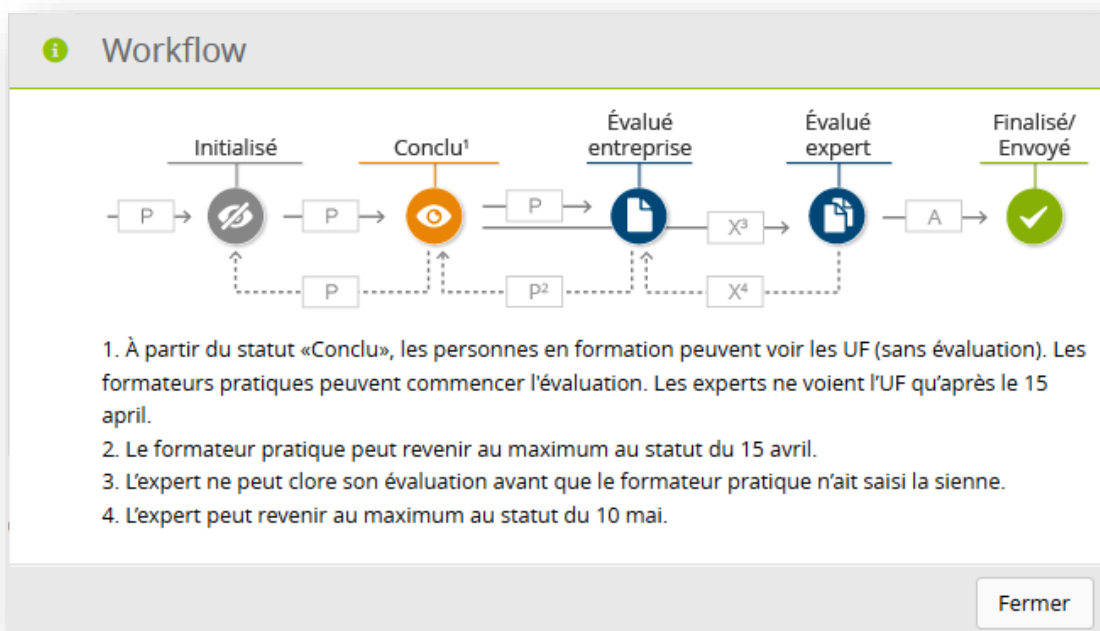 Workflow
Initialisé
Conclu¹
Évalué
entreprise
Évalué
expert
Finalisé/
Envoyé
P
P
P
X³
A
P
P²
X⁴
1. À partir du statut «Conclu», les personnes en formation peuvent voir les UF (sans évaluation). Les
formateurs pratiques peuvent commencer l'évaluation. Les experts ne voient l'UF qu'après le 15
april.
2. Le formateur pratique peut revenir au maximum au statut du 15 avril.
3. L'expert ne peut clore son évaluation avant que le formateur pratique n'ait saisi la sienne.
4. L'expert peut revenir au maximum au statut du 10 mai.
Fermer